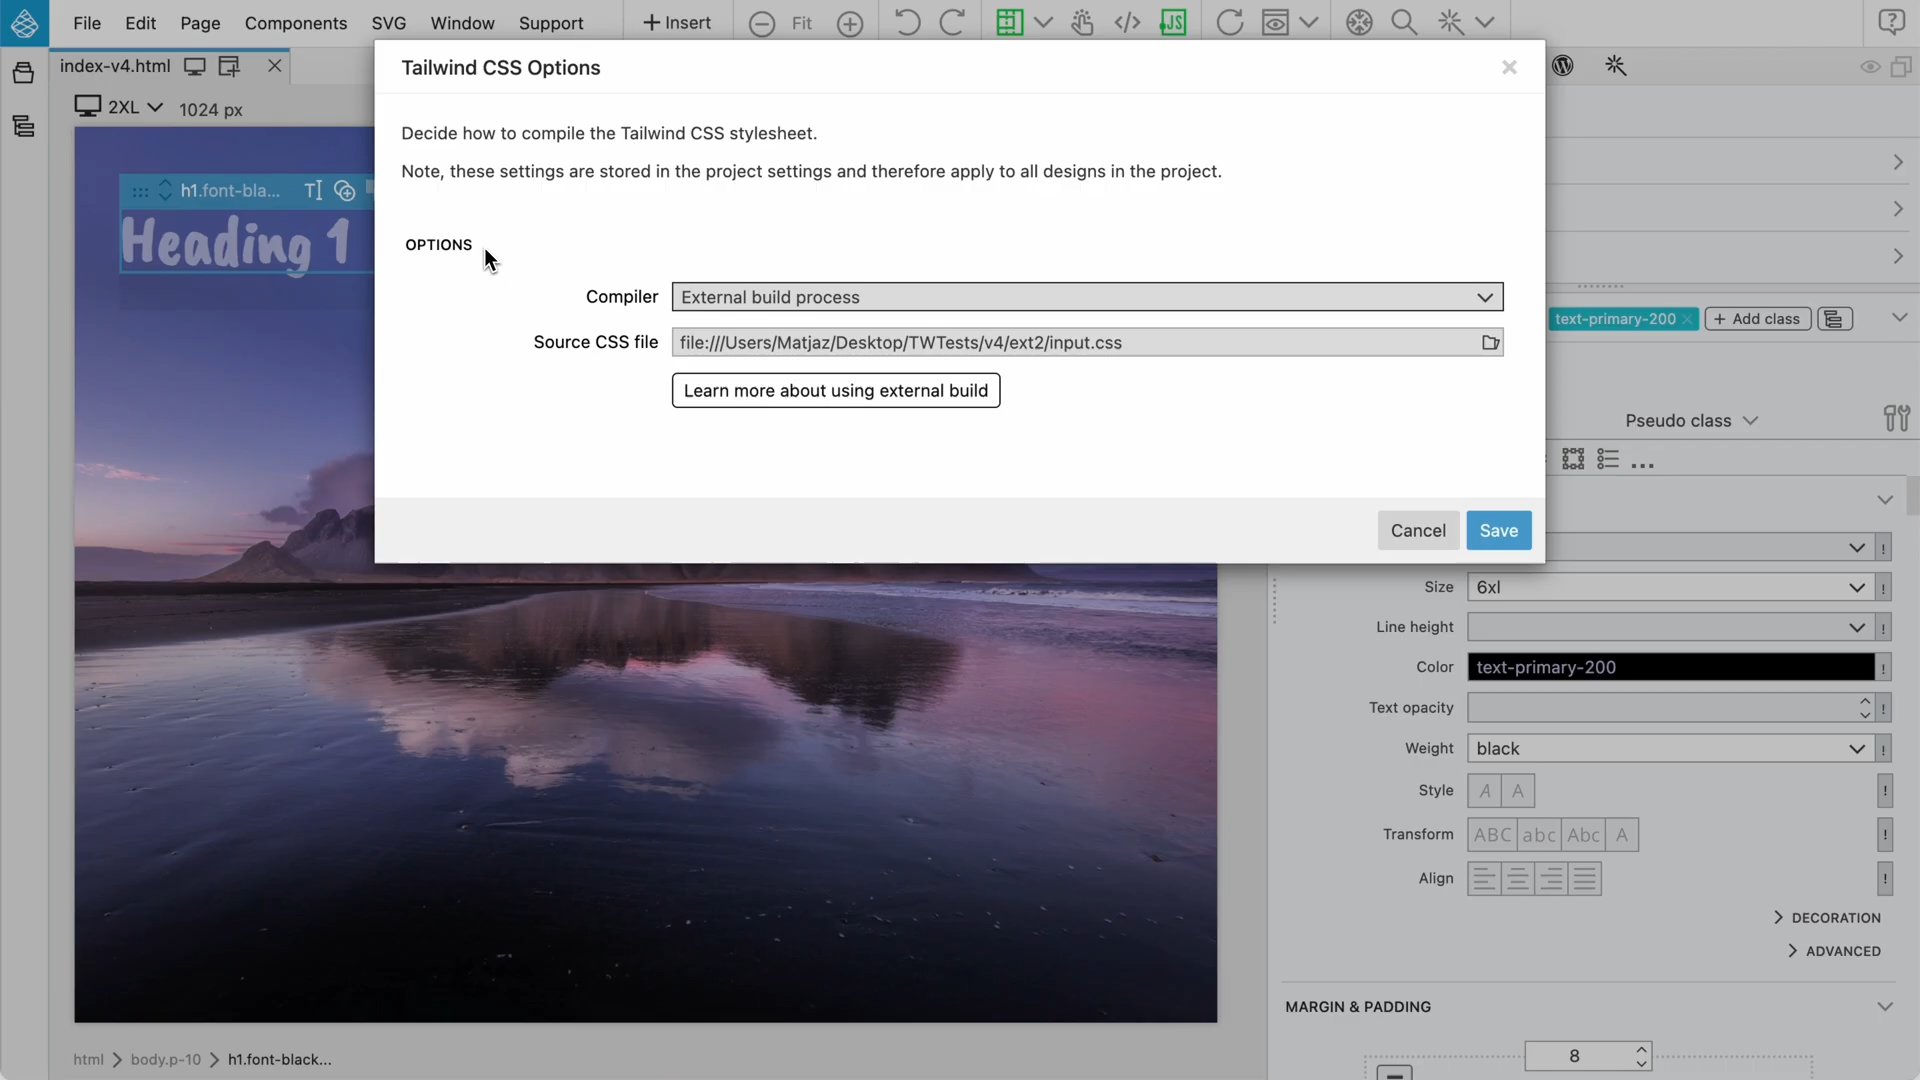 File Edit Page Components SVG Window Support + Insert Fit JS
index-v4.html
2XL 1024 px
Tailwind CSS Options
Decide how to compile the Tailwind CSS stylesheet.
Note, these settings are stored in the project settings and therefore apply to all designs in the project.
h1.font-bla...
Heading 1
OPTIONS
Compiler External build process
Source CSS file file:///Users/Matjaz/Desktop/TWTests/v4/ext2/input.css
Learn more about using external build
text-primary-200 + Add class
Pseudo class
Cancel Save
Size 6xl
Line height
Color text-primary-200
Text opacity
Weight black
Style A A
Transform ABC abc Abc A
Align
DECORATION
ADVANCED
MARGIN & PADDING
8
html body.p-10 h1.font-black...